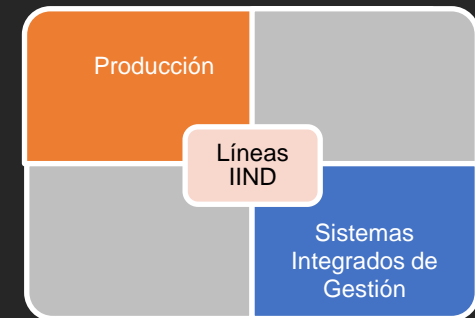 Producción
Líneas
IIND
Sistemas
Integrados de
Gestión